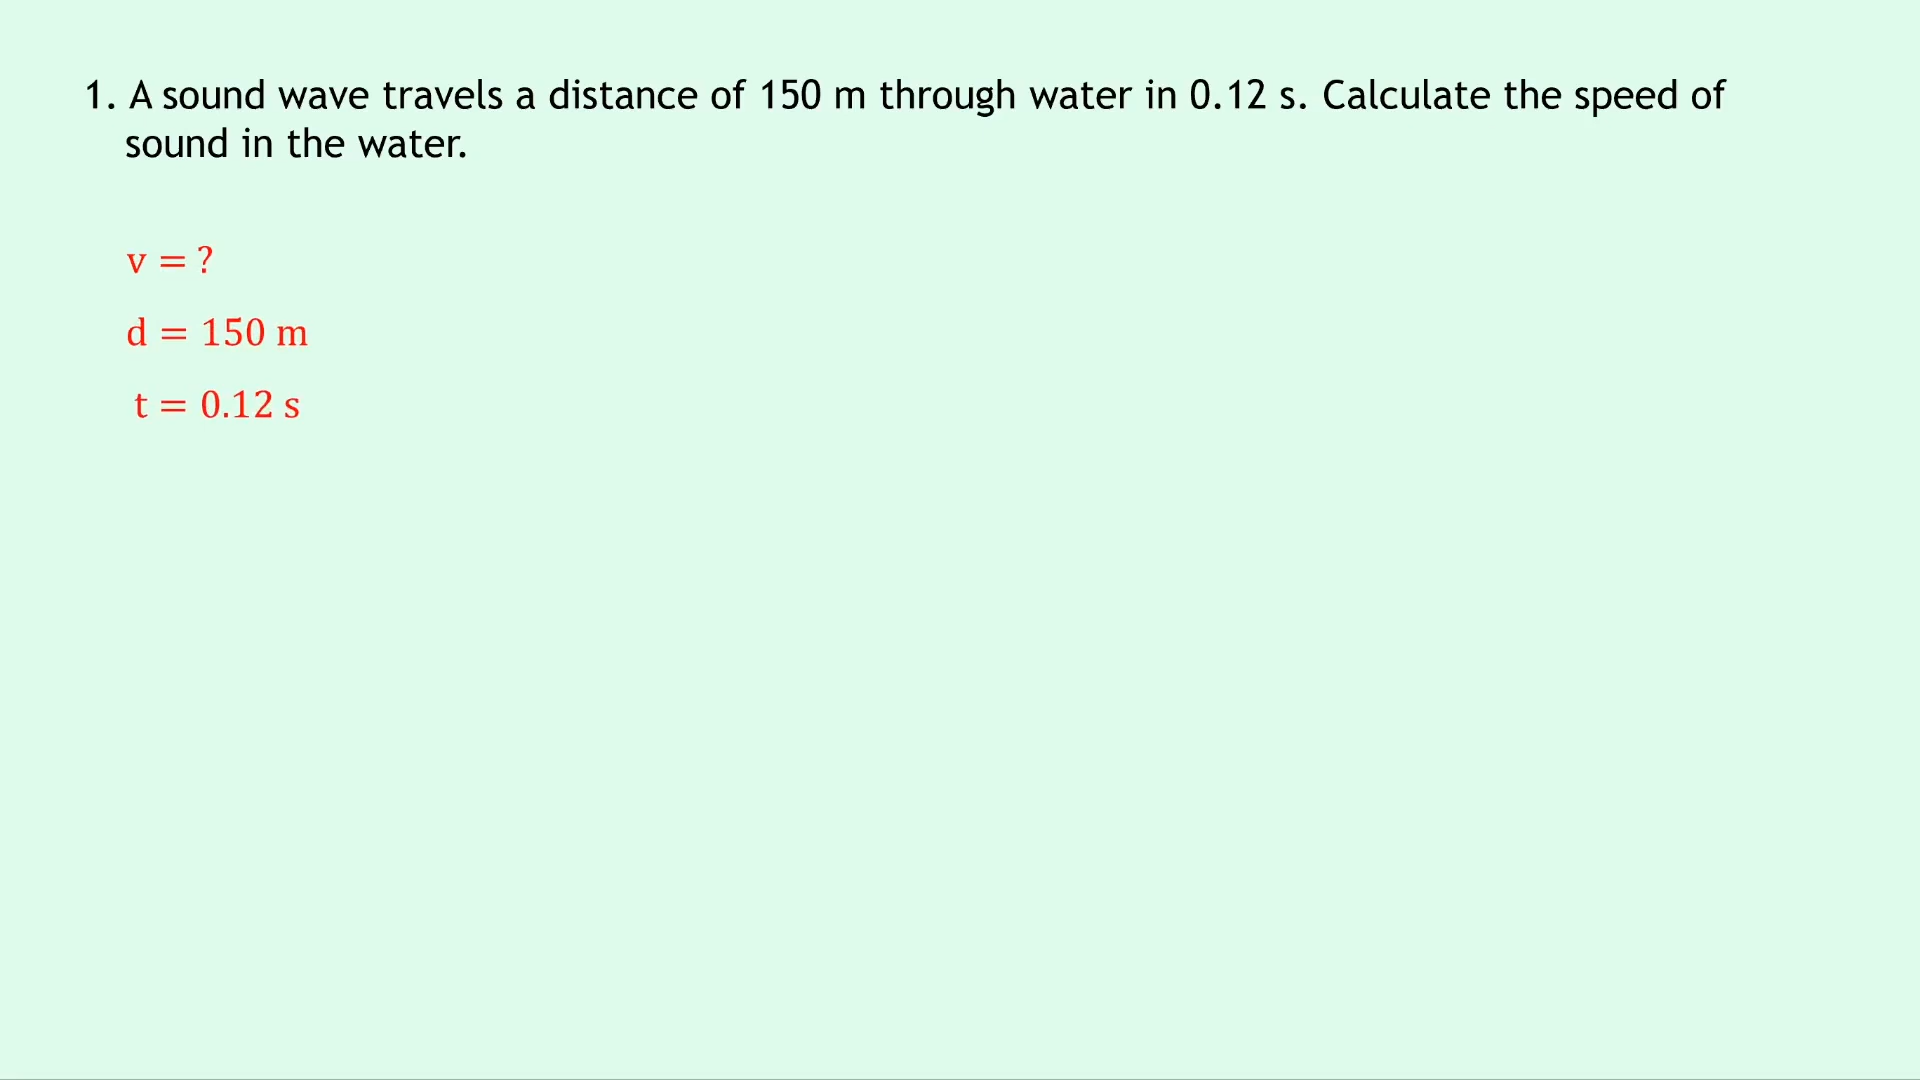 1. A sound wave travels a distance of 150 m through water in 0.12 s. Calculate the speed of
sound in the water.
v = ?
d = 150 m
t = 0.12 s